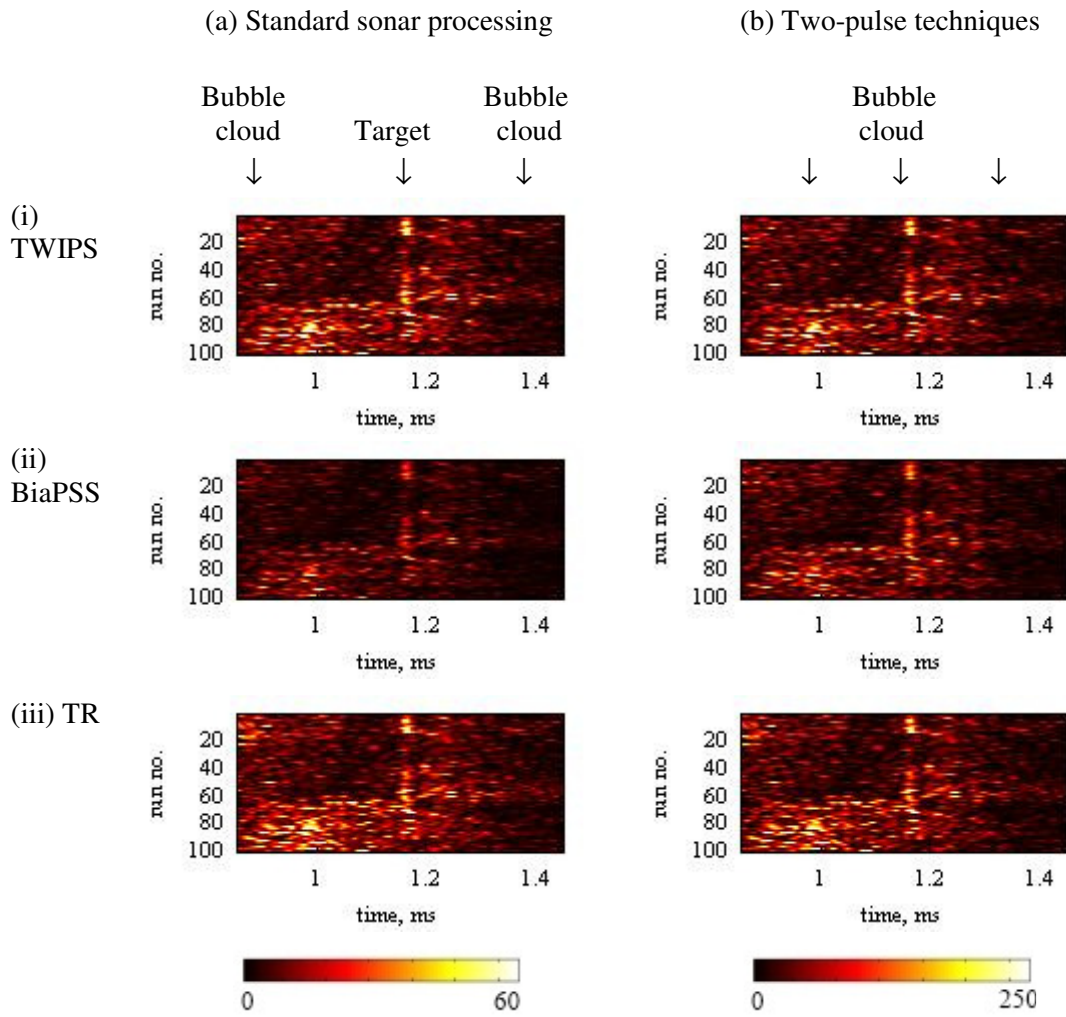 (a) Standard sonar processing
(b) Two-pulse techniques
Bubble
cloud
Target
Bubble
cloud
Bubble
cloud
↓ ↓ ↓ ↓ ↓ ↓
(i)
TWIPS
run no.
20
40
60
80
100
1 1.2 1.4
time, ms
run no.
20
40
60
80
100
1 1.2 1.4
time, ms
(ii)
BiaPSS
run no.
20
40
60
80
100
1 1.2 1.4
time, ms
run no.
20
40
60
80
100
1 1.2 1.4
time, ms
(iii) TR
run no.
20
40
60
80
100
1 1.2 1.4
time, ms
run no.
20
40
60
80
100
1 1.2 1.4
time, ms
0 60
0 250